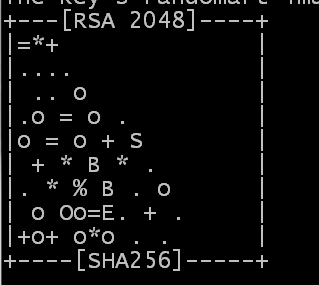 The key's randomart ima
+---[RSA 2048]----+
|=*+              |
|....             |
| .. o            |
|.o = o .         |
|o = o + S        |
| + * B * .       |
|. * % B . o      |
| o Oo=E. + .     |
|+o+ o*o . .      |
+----[SHA256]-----+